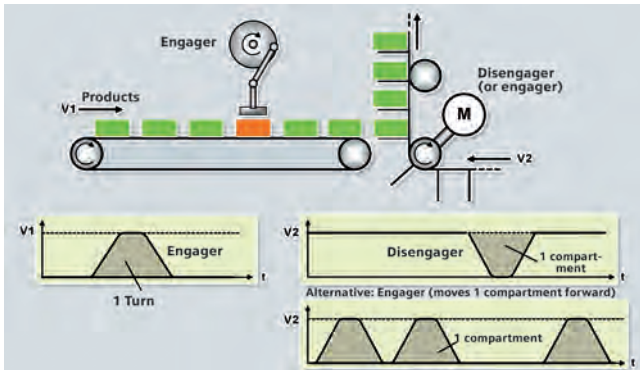 Engager
Disengager
(or engager)
Products
V1
M
V2
V1
Engager
t
1 Turn
V2
Disengager
1 compart-
ment
t
Alternative: Engager (moves 1 compartment forward)
V2
1 compartment
t